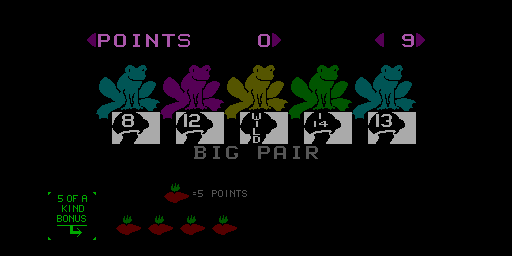 POINTS 0 9
8 12 WILD 14 13
BIG PAIR
=5 POINTS
5 OF A
KIND
BONUS